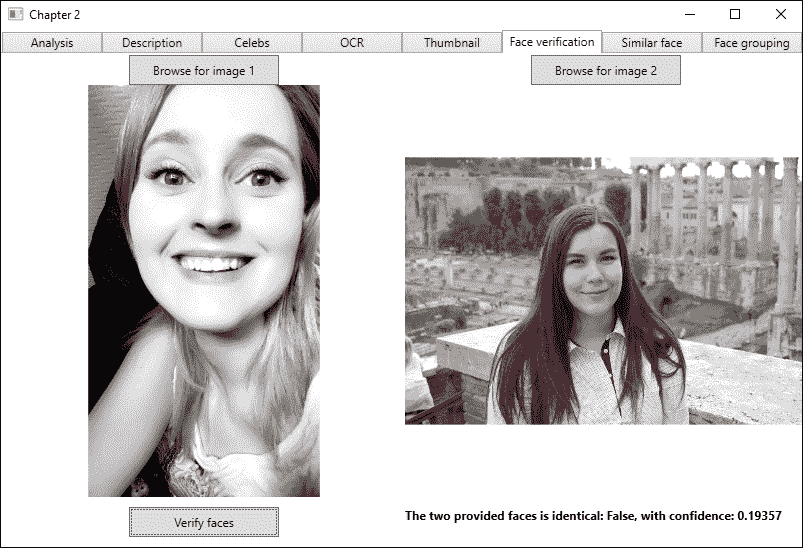 Chapter 2
Analysis Description Celebs OCR Thumbnail Face verification Similar face Face grouping
Browse for image 1 Browse for image 2
Verify faces
The two provided faces is identical: False, with confidence: 0.19357